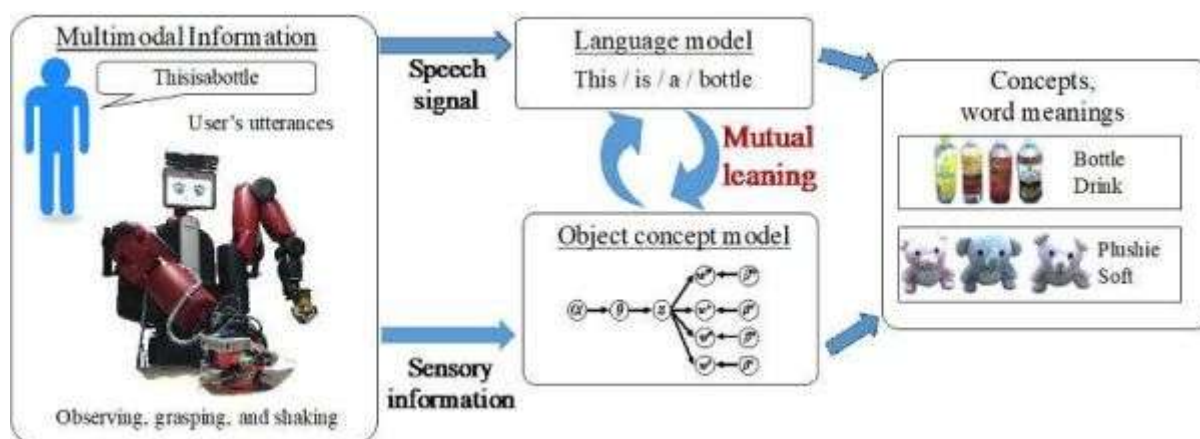 Multimodal Information
Thisisabottle
User's utterances
Observing, grasping, and shaking
Speech
signal
Sensory
information
Language model
This / is / a / bottle
Mutual
leaning
Object concept model
α θ z
Concepts,
word meanings
Bottle
Drink
Plushie
Soft